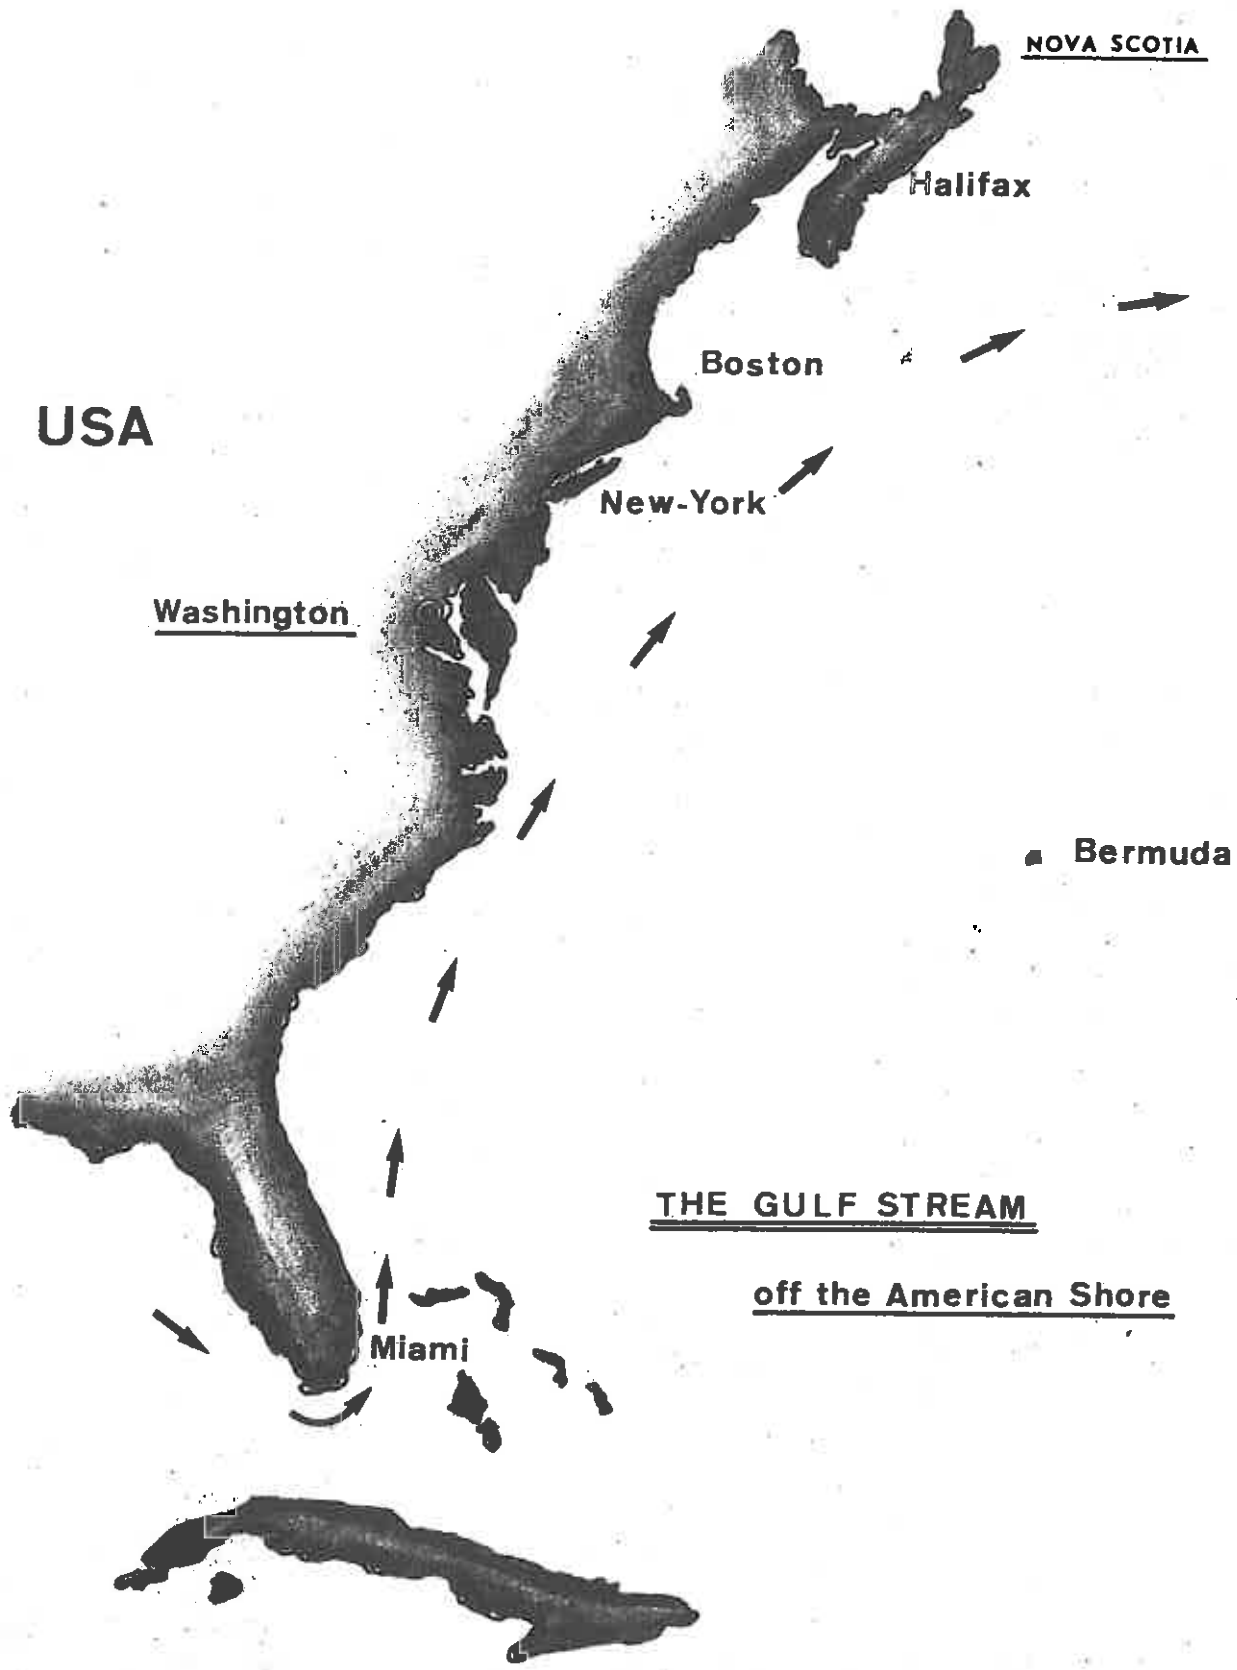 NOVA SCOTIA
Halifax
Boston
USA
New-York
Washington
Bermuda
THE GULF STREAM
off the American Shore
Miami